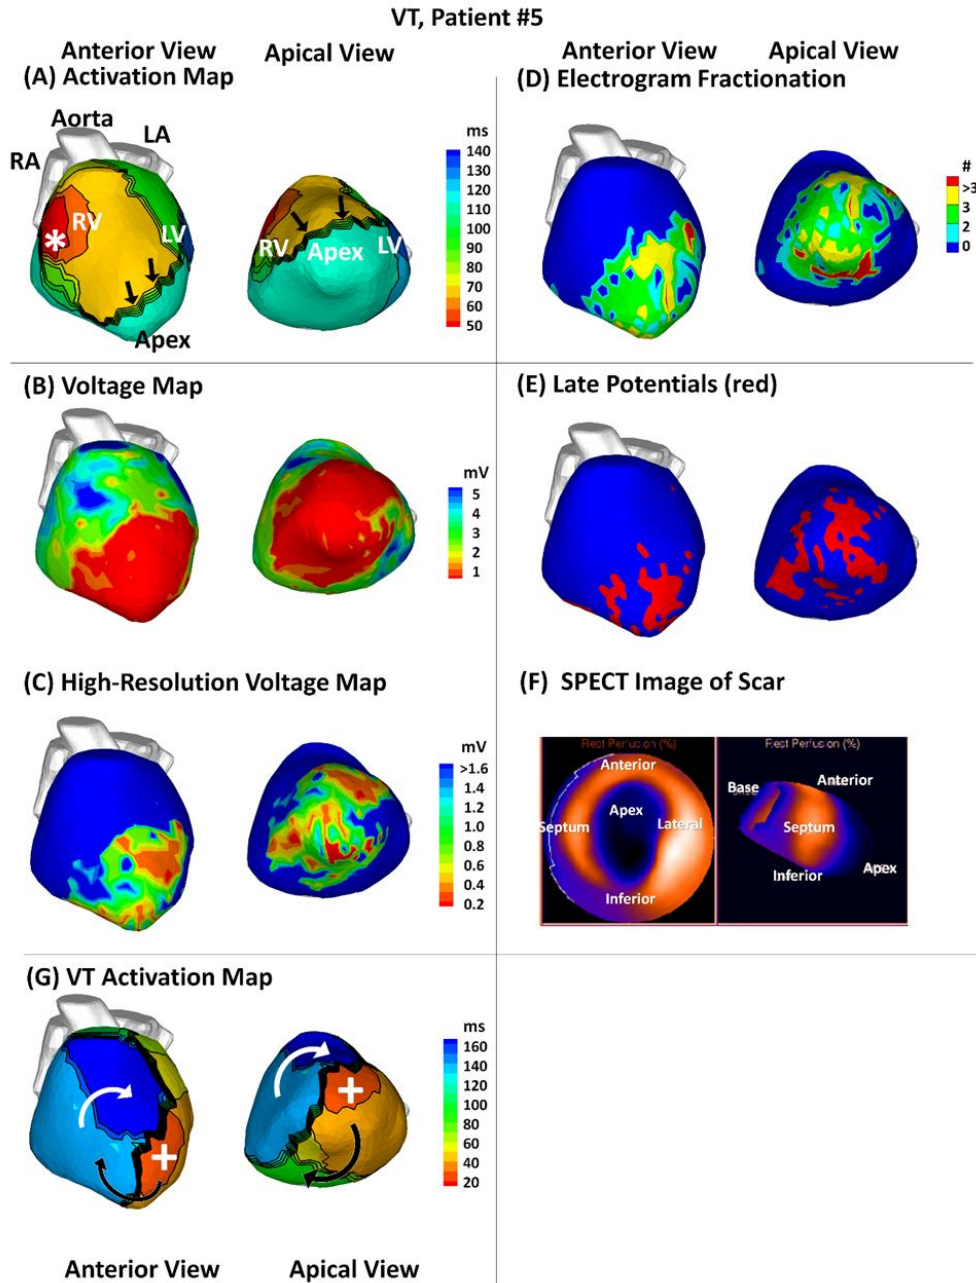 VT, Patient #5
Anterior View Apical View
Anterior View Apical View
(A) Activation Map
Aorta
LA
RA
RV
*
LV
Apex
RV
Apex
LV
ms
140
130
120
110
100
90
80
70
60
50
(D) Electrogram Fractionation
#
>3
3
2
0
(B) Voltage Map
mV
5
4
3
2
1
(E) Late Potentials (red)
(C) High-Resolution Voltage Map
mV
>1.6
1.4
1.2
1.0
0.8
0.6
0.4
0.2
(F) SPECT Image of Scar
Rest Perfusion (%)
Anterior
Apex
Septum
Lateral
Inferior
Rest Perfusion (%)
Base
Anterior
Septum
Inferior
Apex
(G) VT Activation Map
+
+
ms
160
140
120
100
80
60
40
20
Anterior View Apical View